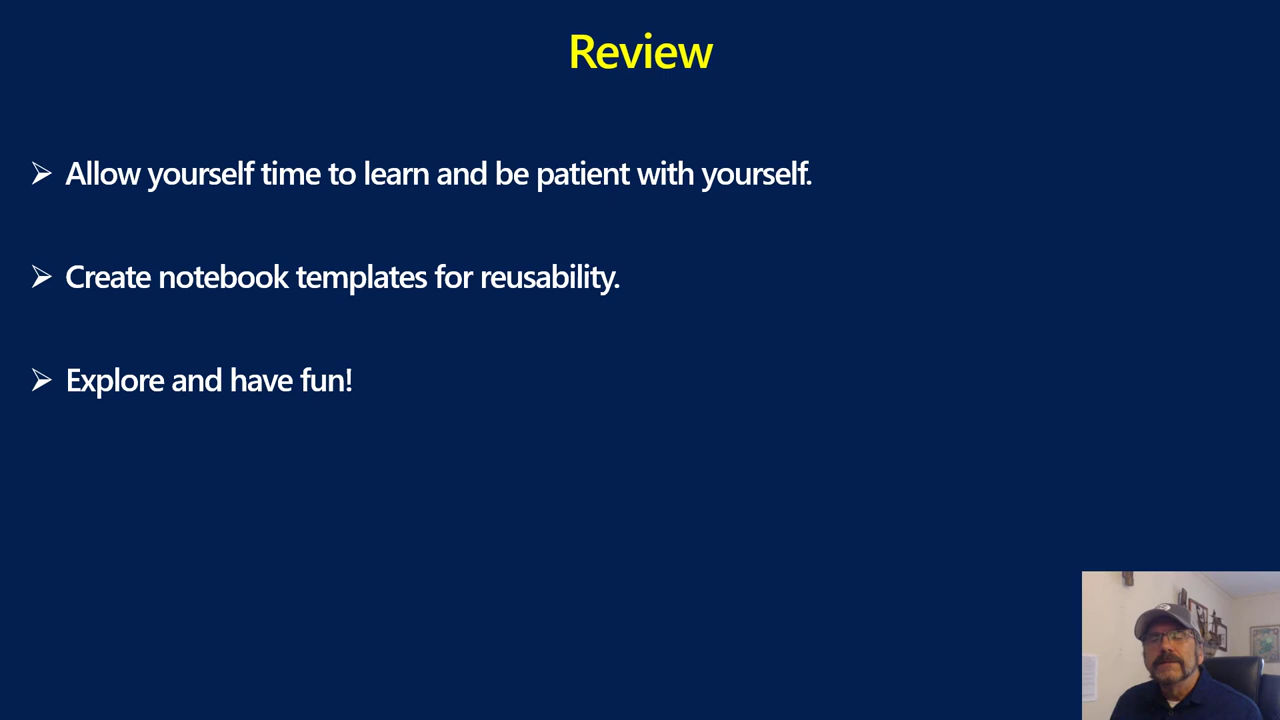 Review
Allow yourself time to learn and be patient with yourself.
Create notebook templates for reusability.
Explore and have fun!